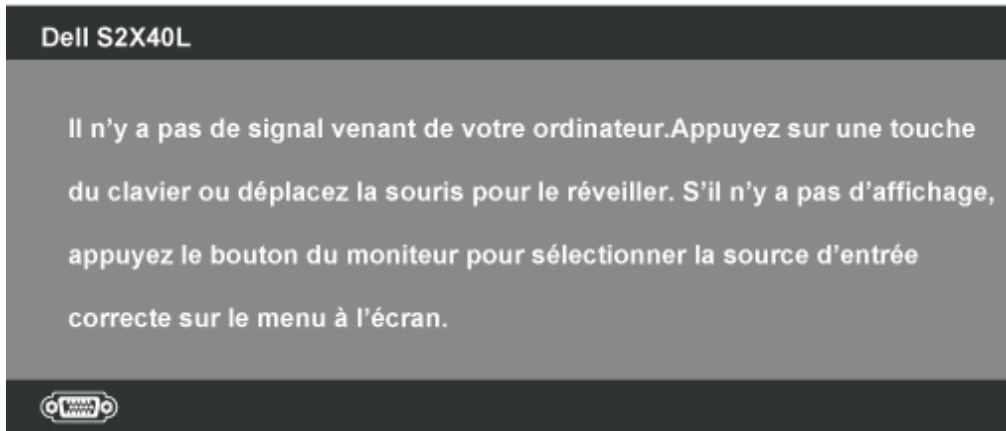 Dell S2X40L
Il n’y a pas de signal venant de votre ordinateur.Appuyez sur une touche
du clavier ou déplacez la souris pour le réveiller. S’il n’y a pas d’affichage,
appuyez le bouton du moniteur pour sélectionner la source d’entrée
correcte sur le menu à l’écran.